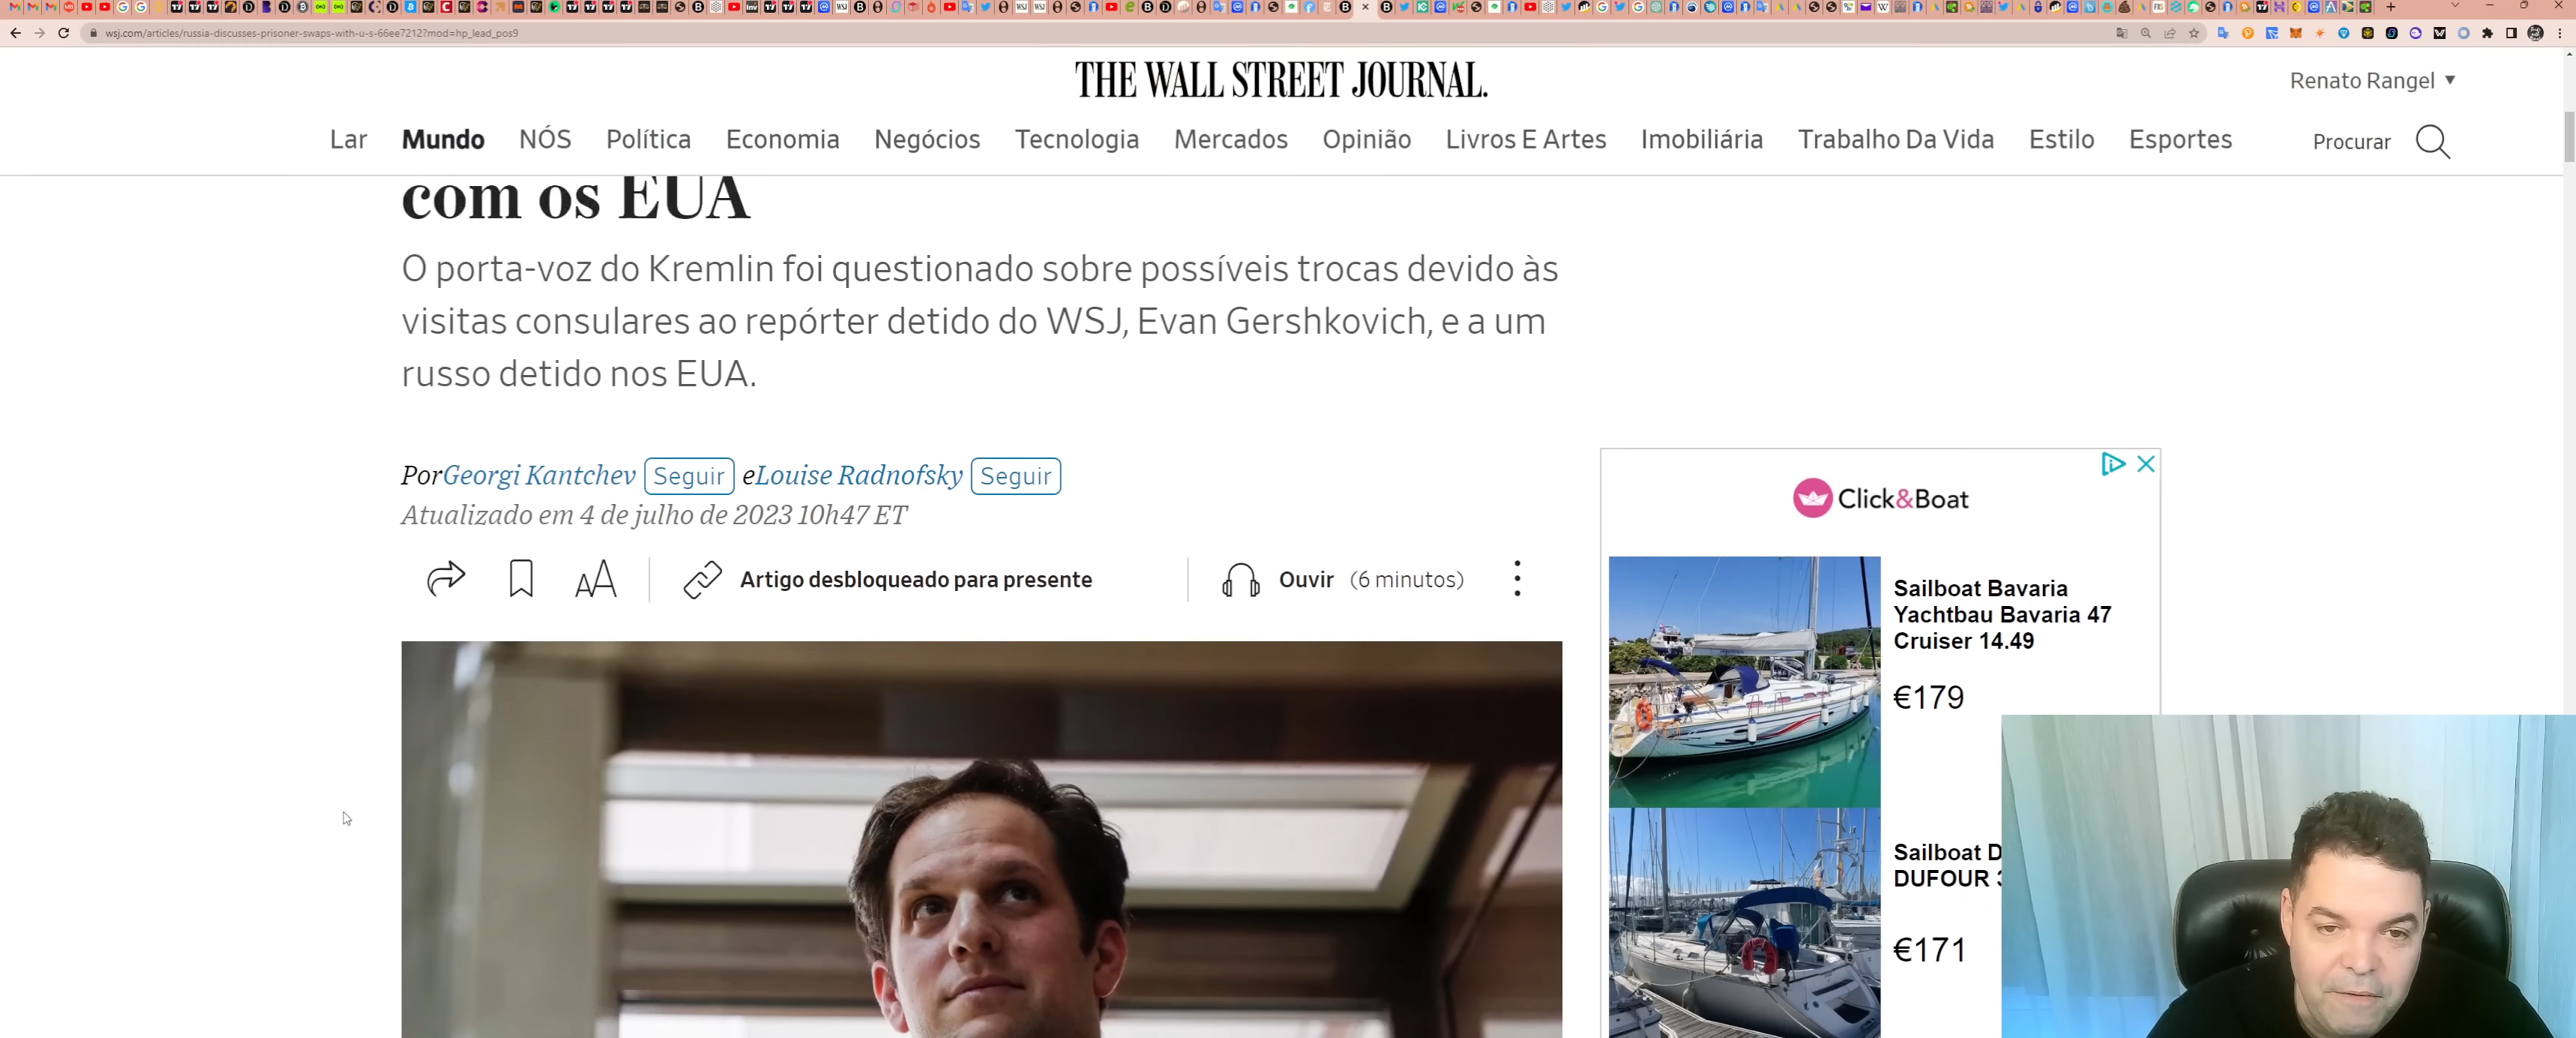 wsj.com/articles/russia-discusses-prisoner-swaps-with-u-s-66ee7212?mod=hp_lead_pos9
THE WALL STREET JOURNAL.
Renato Rangel
Lar Mundo NÓS Política Economia Negócios Tecnologia Mercados Opinião Livros E Artes Imobiliária Trabalho Da Vida Estilo Esportes Procurar
com os EUA
O porta-voz do Kremlin foi questionado sobre possíveis trocas devido às
visitas consulares ao repórter detido do WSJ, Evan Gershkovich, e a um
russo detido nos EUA.
PorGeorgi Kantchev Seguir eLouise Radnofsky Seguir
Atualizado em 4 de julho de 2023 10h47 ET
AA Artigo desbloqueado para presente Ouvir (6 minutos)
Click&Boat
Sailboat Bavaria
Yachtbau Bavaria 47
Cruiser 14.49
€179
Sailboat D
DUFOUR 3
€171